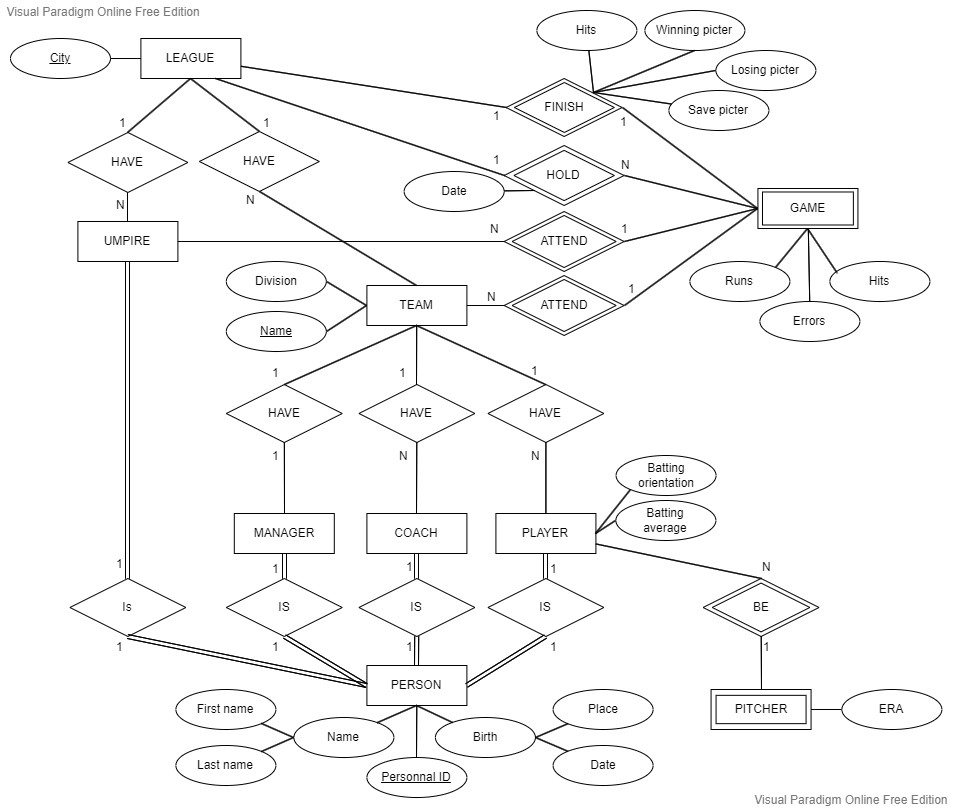 Visual Paradigm Online Free Edition
Hits
Winning picter
City
LEAGUE
Losing picter
FINISH
Save picter
1
1
1
1
HAVE
HAVE
1
N
HOLD
Date
N
N
GAME
UMPIRE
N
ATTEND
1
Division
Runs
Hits
TEAM
N
ATTEND
1
Name
Errors
1
1
1
HAVE
HAVE
HAVE
1
N
N
Batting
orientation
Batting
average
MANAGER
COACH
PLAYER
1
1
1
1
N
Is
IS
IS
IS
BE
1
1
1
1
1
PERSON
First name
Place
PITCHER
ERA
Name
Birth
Last name
Date
Personnal ID
Visual Paradigm Online Free Edition